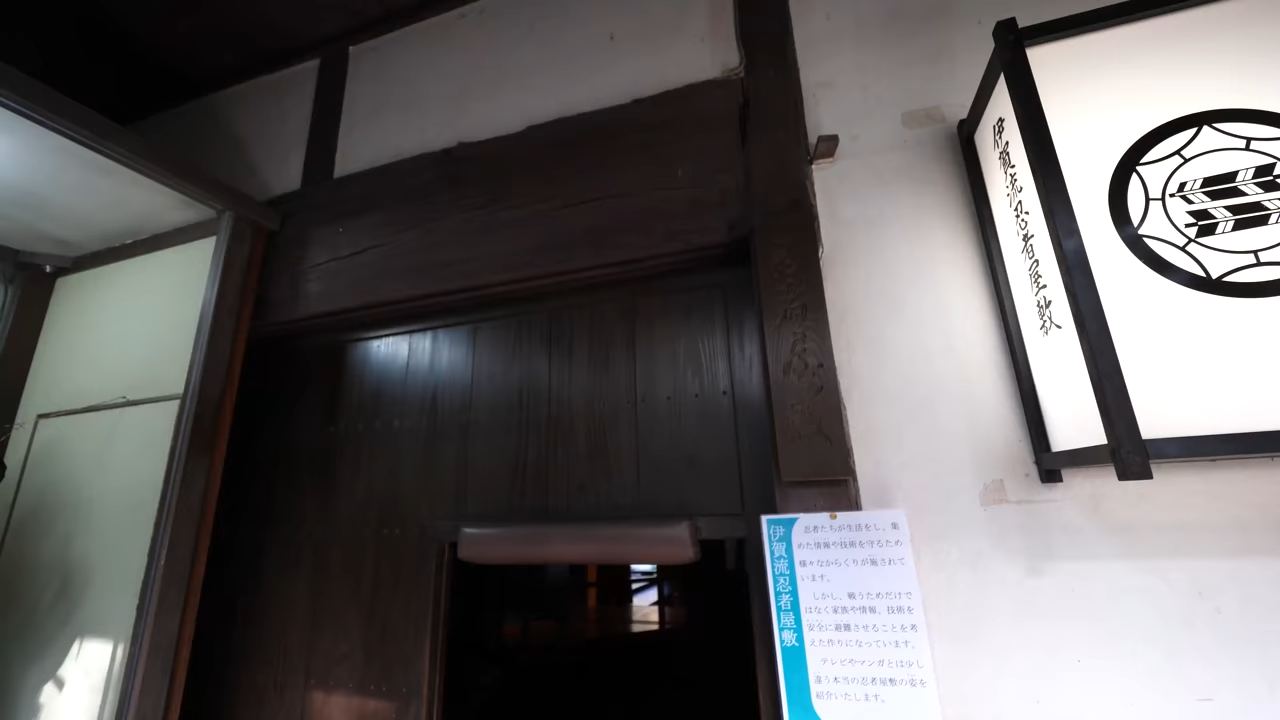 伊賀流忍者屋敷
伊賀流忍者屋敷
忍者たちが生活をし、集
めた情報や技術を守るため
様々なからくりが施されて
います。
しかし、戦うためだけで
はなく家族や情報、技術を
安全に避難させることを考
えた作りになっています。
テレビやマンガとは少し
違う本当の忍者屋敷の姿を
紹介いたします。